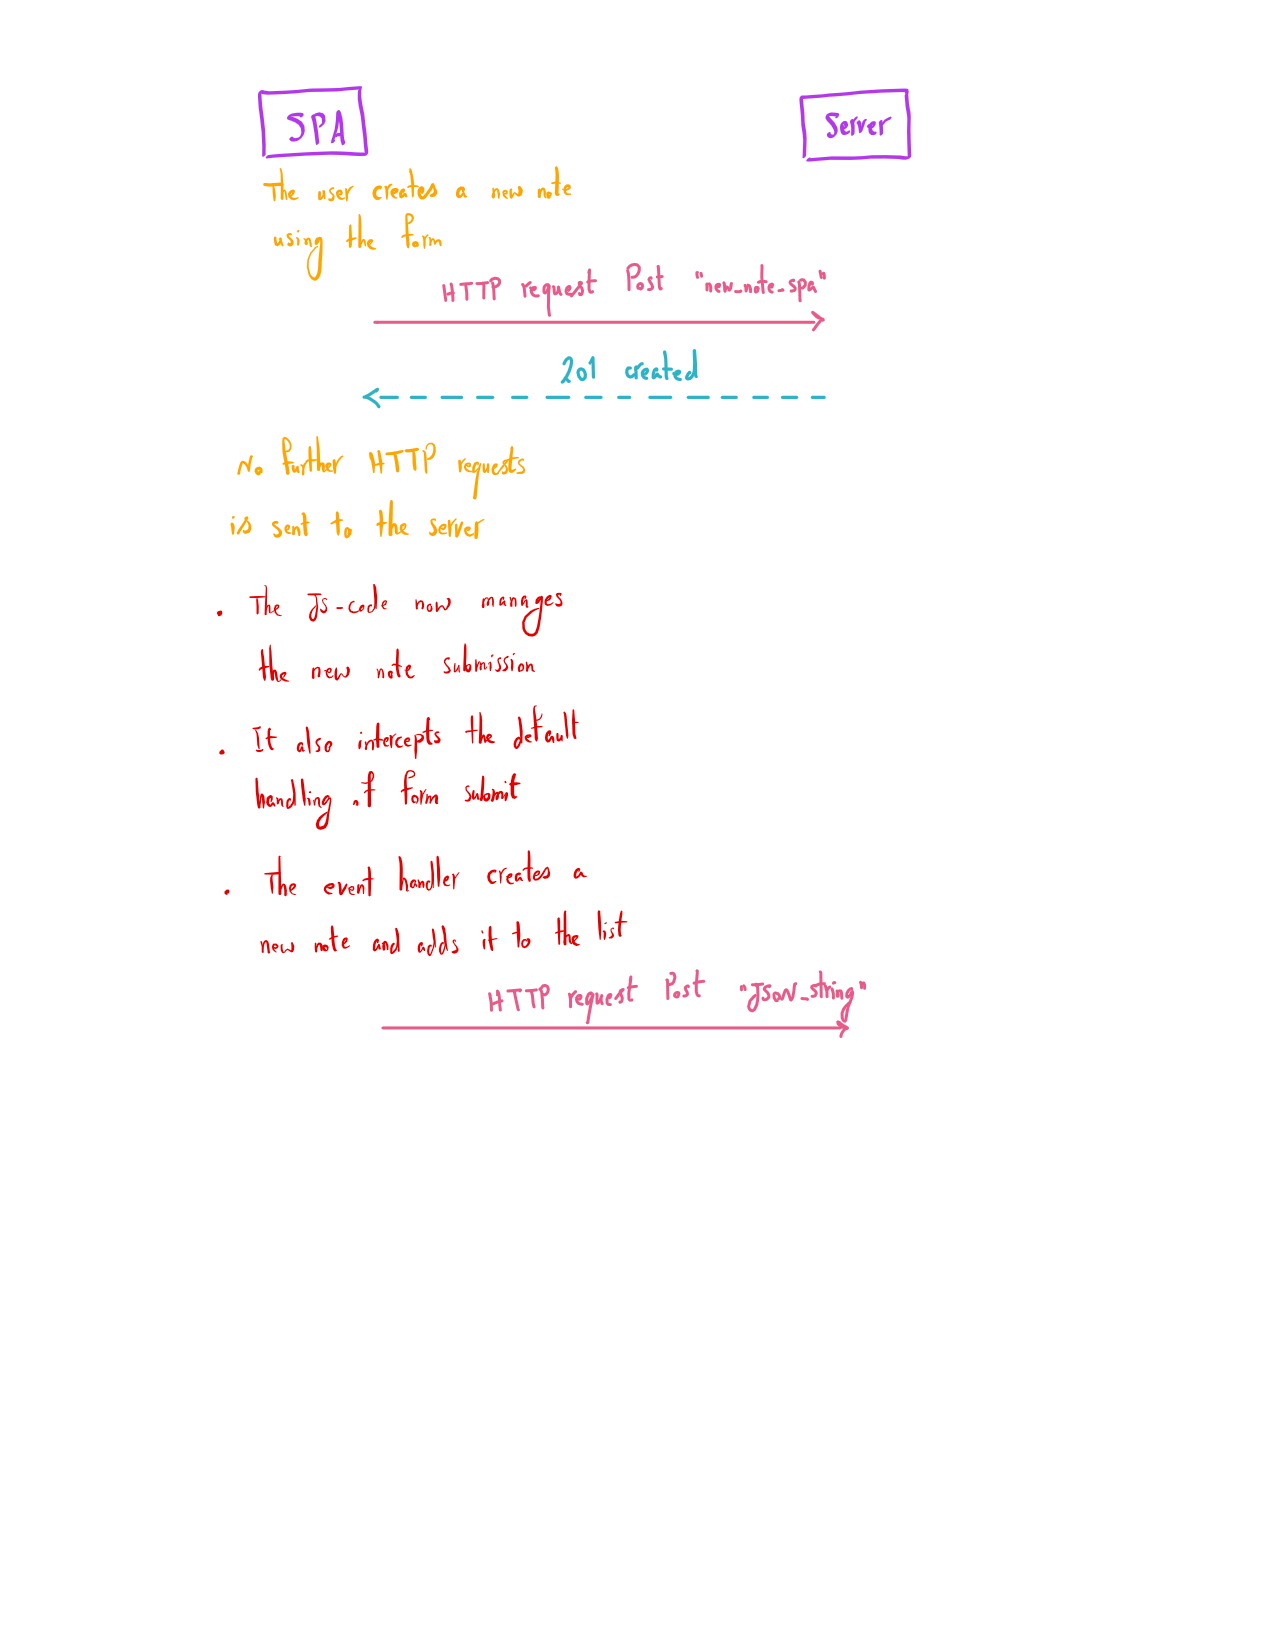 SPA
Server
The user creates a new note
using the form
HTTP request Post "new_note_spa"
201 created
No further HTTP requests
is sent to the server
. The JS-code now manages
the new note submission
. It also intercepts the default
handling of form submit
. The event handler creates a
new note and adds it to the list
HTTP request Post "JSON_string"